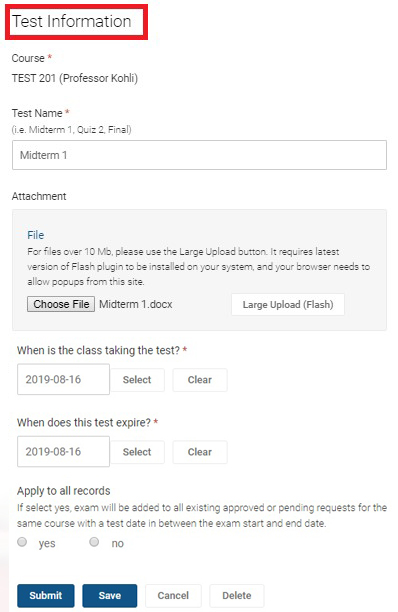 Test Information
Course *
TEST 201 (Professor Kohli)
Test Name *
(i.e. Midterm 1, Quiz 2, Final)
Midterm 1
Attachment
File
For files over 10 Mb, please use the Large Upload button. It requires latest
version of Flash plugin to be installed on your system, and your browser needs to
allow popups from this site.
Choose File Midterm 1.docx Large Upload (Flash)
When is the class taking the test? *
2019-08-16 Select Clear
When does this test expire? *
2019-08-16 Select Clear
Apply to all records
If select yes, exam will be added to all existing approved or pending requests for the
same course with a test date in between the exam start and end date.
yes no
Submit Save Cancel Delete